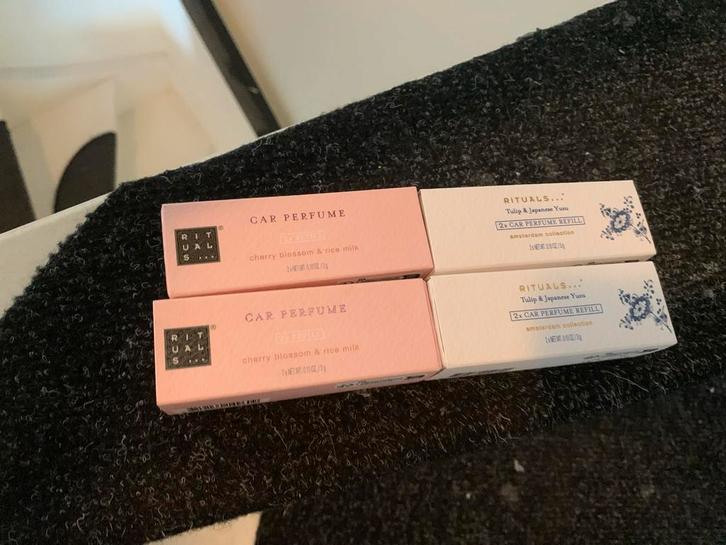 RIT
UAL
S...
®
CAR PERFUME
cherry blossom & rice milk
RITUALS...
Tulip & Japanese Yuzu
2x CAR PERFUME REFILL
amsterdam collection
RIT
UAL
S...
®
CAR PERFUME
cherry blossom & rice milk
RITUALS...
Tulip & Japanese Yuzu
2x CAR PERFUME REFILL
amsterdam collection